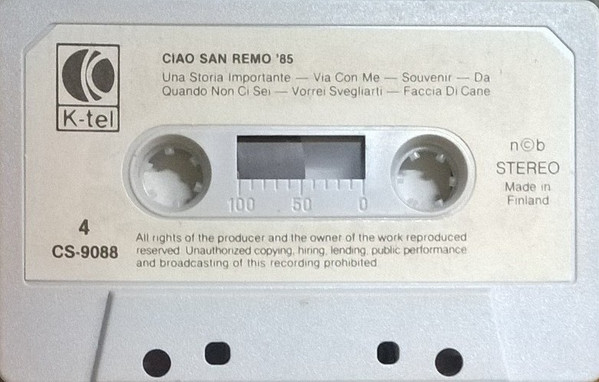 CIAO SAN REMO '85
Una Storia Importante — Via Con Me — Souvenir — Da
Quando Non Ci Sei — Vorrei Svegliarti — Faccia Di Cane
K-tel
n©b
STEREO
Made in
Finland
100 50 0
4
CS-9088
All rights of the producer and the owner of the work reproduced
reserved. Unauthorized copying, hiring, lending, public performance
and broadcasting of this recording prohibited.